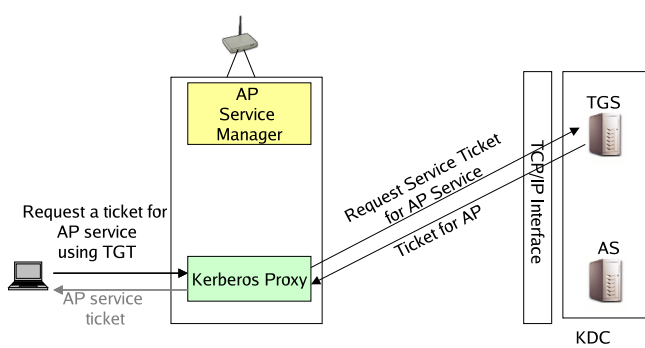 AP
Service
Manager
TGS
Request Service Ticket
for AP Service
Ticket for AP
TCP/IP Interface
Request a ticket for
AP service
using TGT
Kerberos Proxy
AP service
ticket
AS
KDC